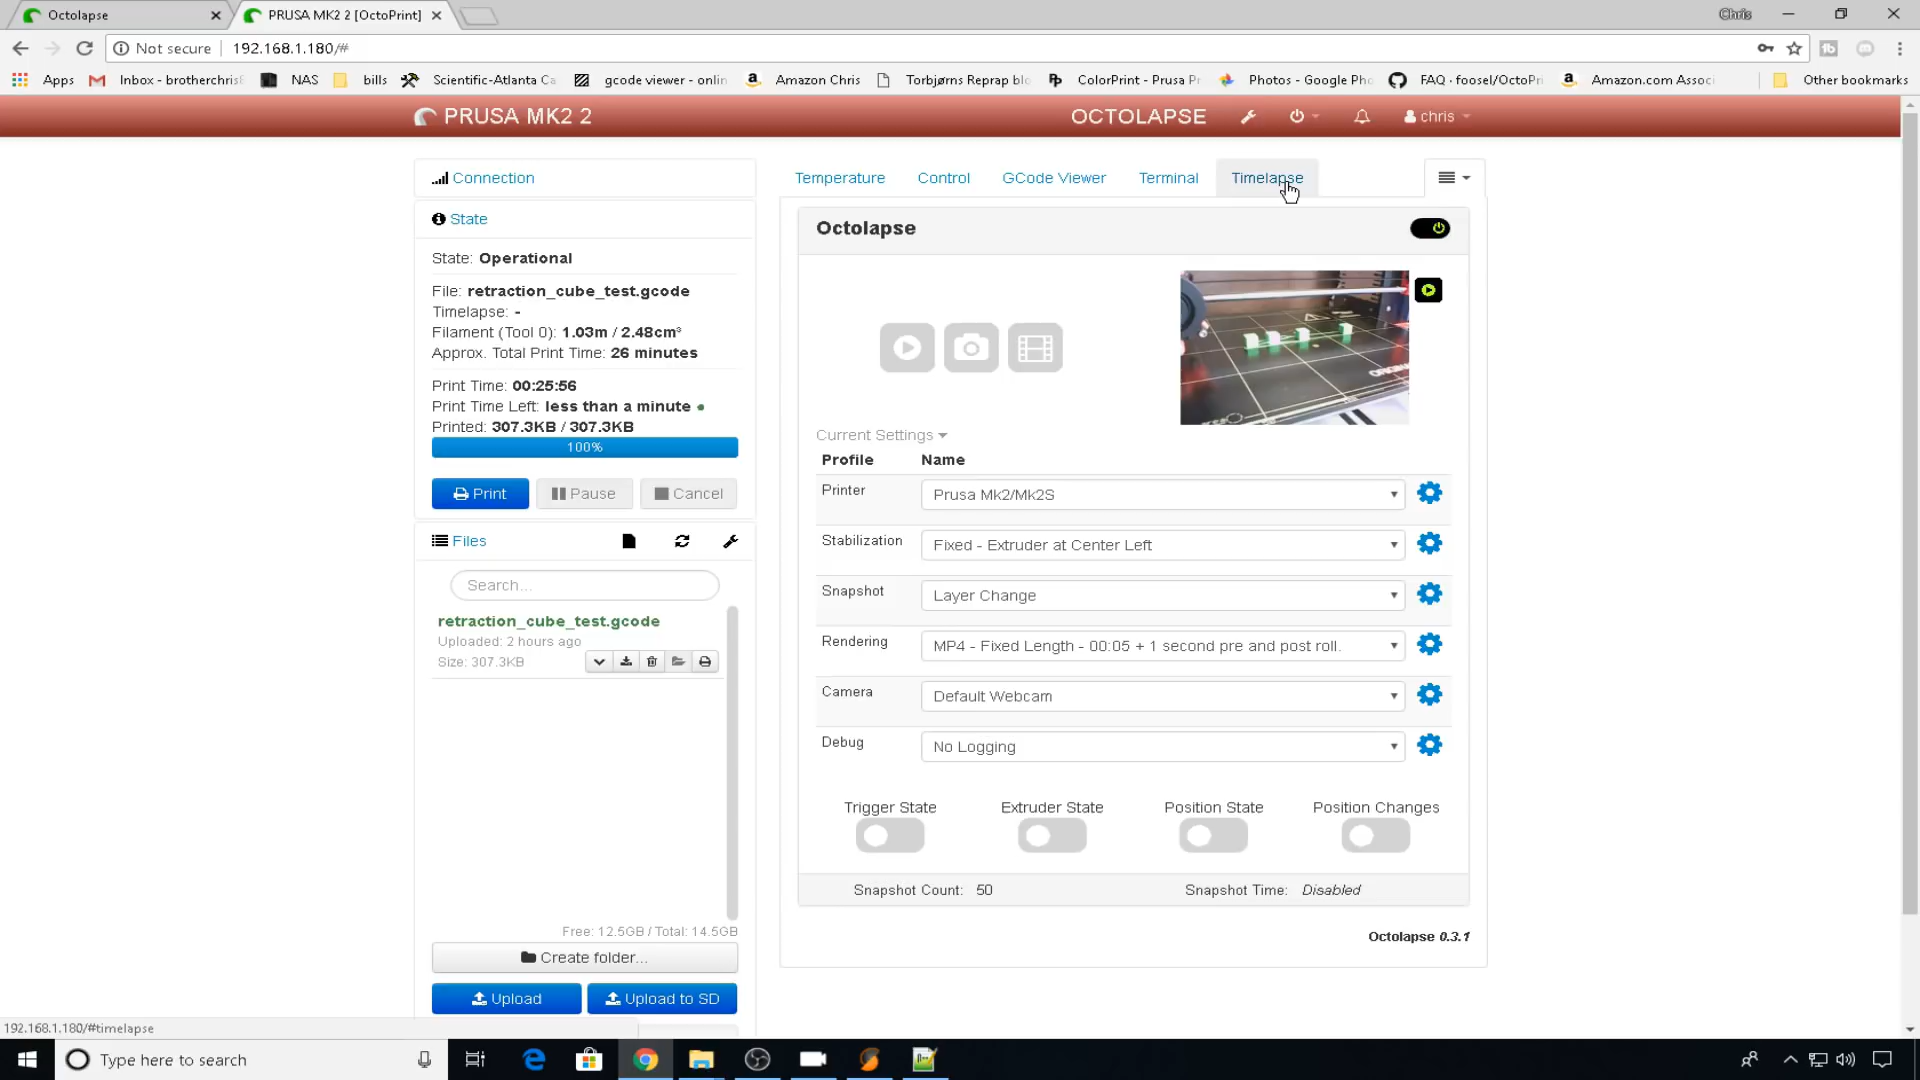 Octolapse
PRUSA MK2 2 [OctoPrint]
Chris
Not secure
192.168.1.180/#
Apps
Inbox - brotherchris8
NAS
bills
Scientific-Atlanta Ca
gcode viewer - onlin
Amazon Chris
Torbjørns Reprap blo
ColorPrint - Prusa Pr
Photos - Google Pho
FAQ · foosel/OctoPri
Amazon.com Associ
Other bookmarks
PRUSA MK2 2
OCTOLAPSE
chris
Connection
State
State: Operational
File: retraction_cube_test.gcode
Timelapse: -
Filament (Tool 0): 1.03m / 2.48cm³
Approx. Total Print Time: 26 minutes
Print Time: 00:25:56
Print Time Left: less than a minute
Printed: 307.3KB / 307.3KB
100%
Print
Pause
Cancel
Files
Search...
retraction_cube_test.gcode
Uploaded: 2 hours ago
Size: 307.3KB
Free: 12.5GB / Total: 14.5GB
Create folder...
Upload
Upload to SD
Temperature
Control
GCode Viewer
Terminal
Timelapse
Octolapse
ORIGINAL
Current Settings
Profile
Name
Printer
Prusa Mk2/Mk2S
Stabilization
Fixed - Extruder at Center Left
Snapshot
Layer Change
Rendering
MP4 - Fixed Length - 00:05 + 1 second pre and post roll.
Camera
Default Webcam
Debug
No Logging
Trigger State
Extruder State
Position State
Position Changes
Snapshot Count: 50
Snapshot Time: Disabled
Octolapse 0.3.1
192.168.1.180/#timelapse
Type here to search